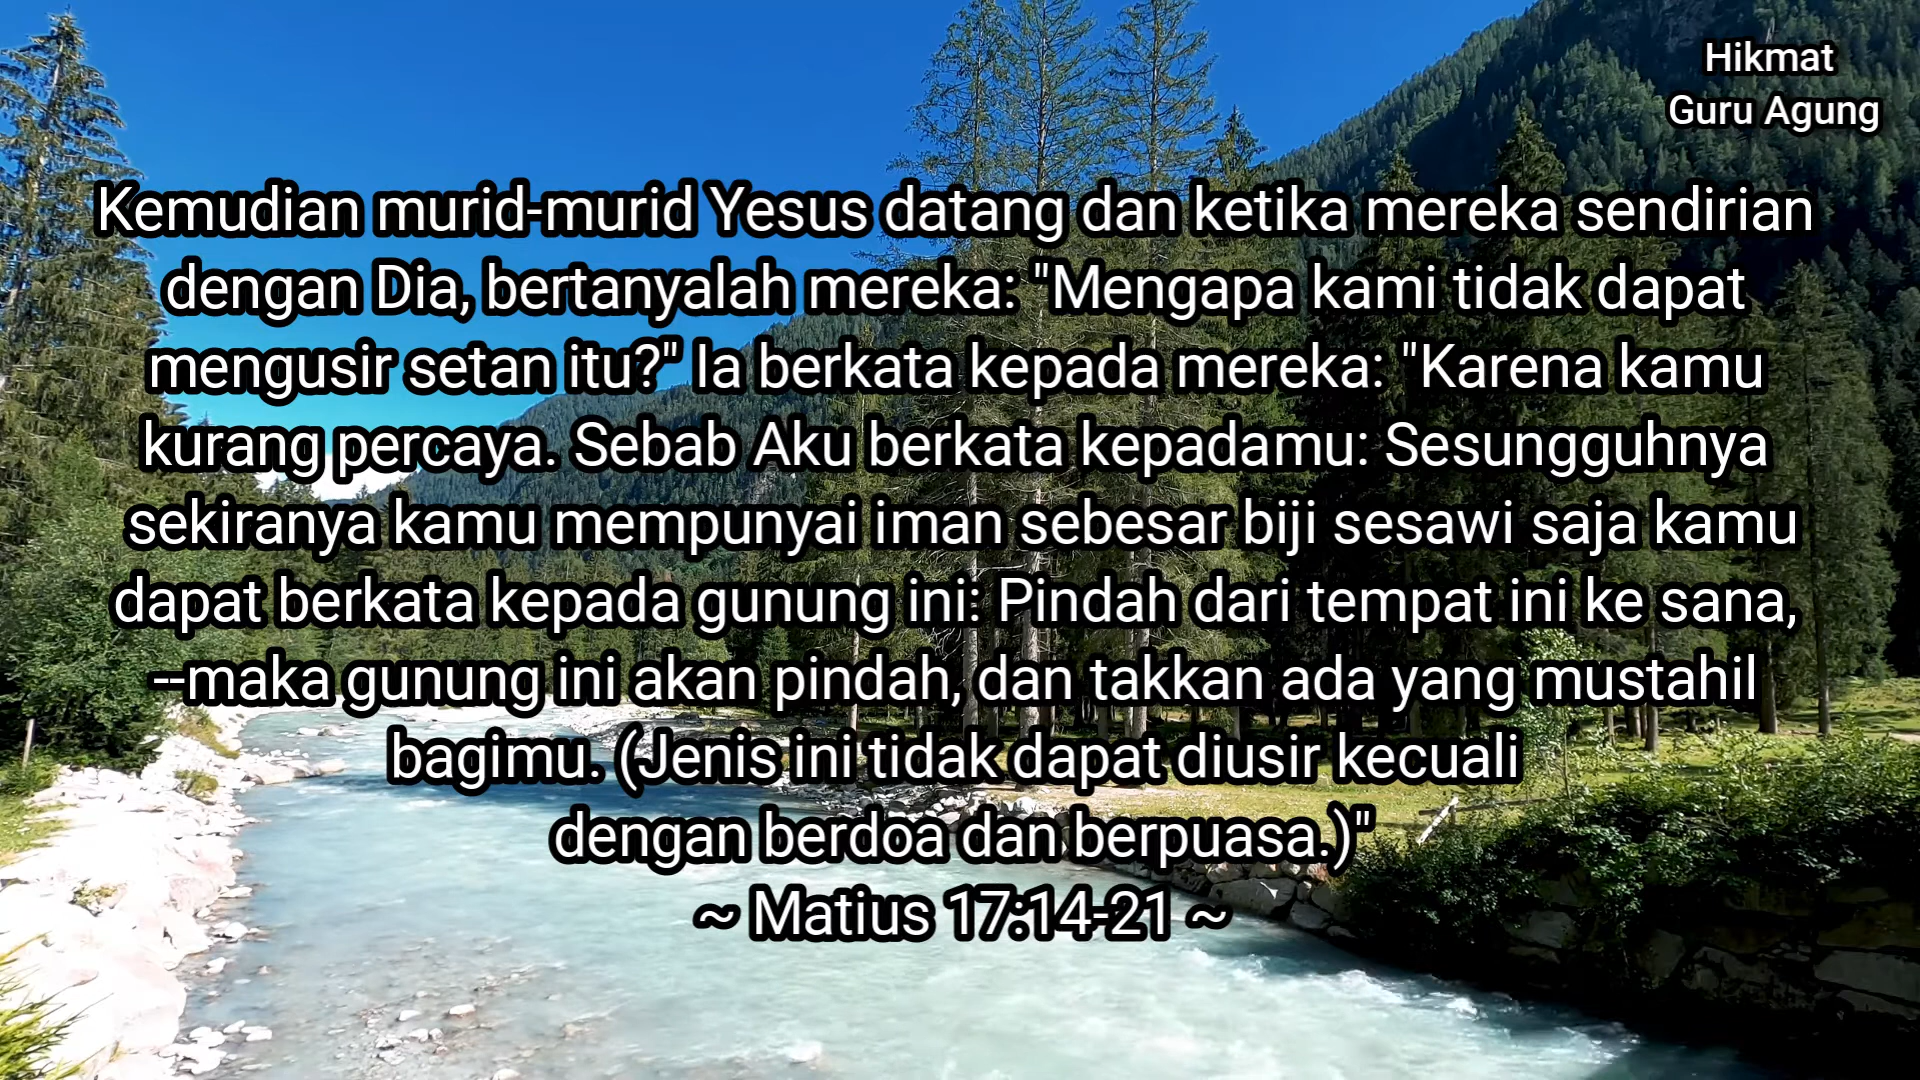 Hikmat
Guru Agung
Kemudian murid-murid Yesus datang dan ketika mereka sendirian
dengan Dia, bertanyalah mereka: "Mengapa kami tidak dapat
mengusir setan itu?" Ia berkata kepada mereka: "Karena kamu
kurang percaya. Sebab Aku berkata kepadamu: Sesungguhnya
sekiranya kamu mempunyai iman sebesar biji sesawi saja kamu
dapat berkata kepada gunung ini: Pindah dari tempat ini ke sana,
--maka gunung ini akan pindah, dan takkan ada yang mustahil
bagimu. (Jenis ini tidak dapat diusir kecuali
dengan berdoa dan berpuasa.)"
~ Matius 17:14-21 ~